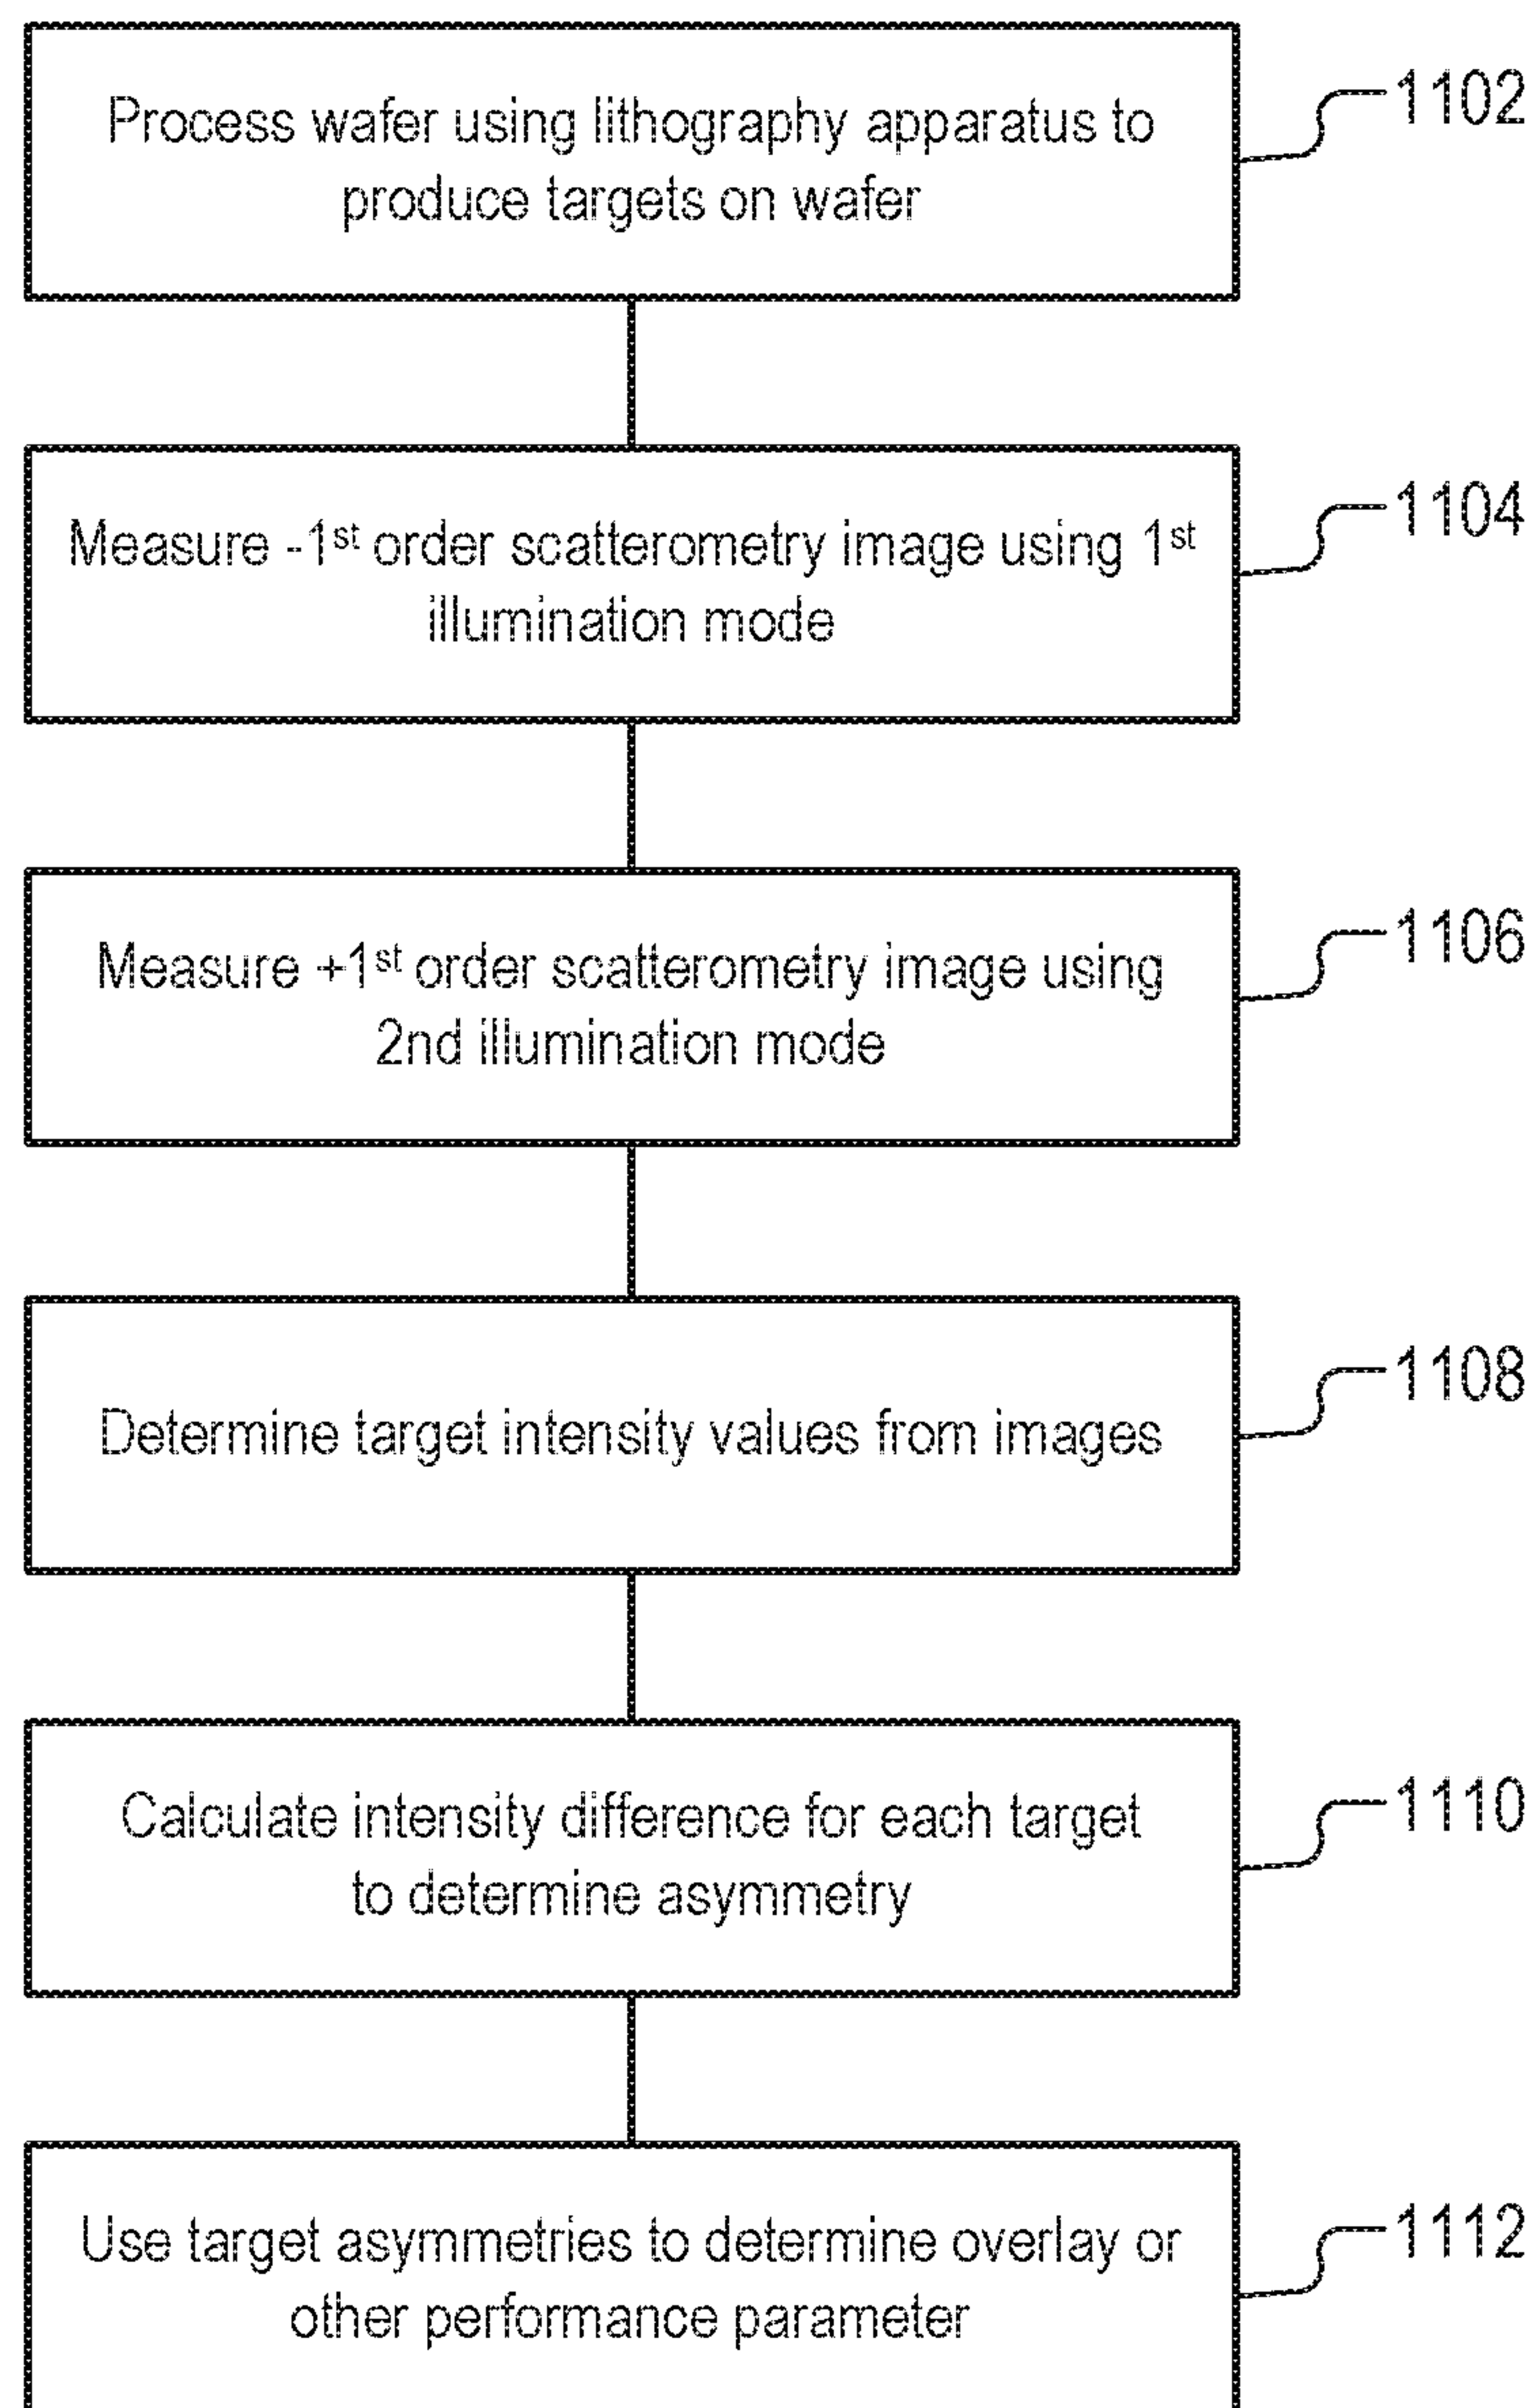 Process wafer using lithography apparatus to
produce targets on wafer
1102
Measure -1st order scatterometry image using 1st
illumination mode
1104
Measure +1st order scatterometry image using
2nd illumination mode
1106
Determine target intensity values from images
1108
Calculate intensity difference for each target
to determine asymmetry
1110
Use target asymmetries to determine overlay or
other performance parameter
1112